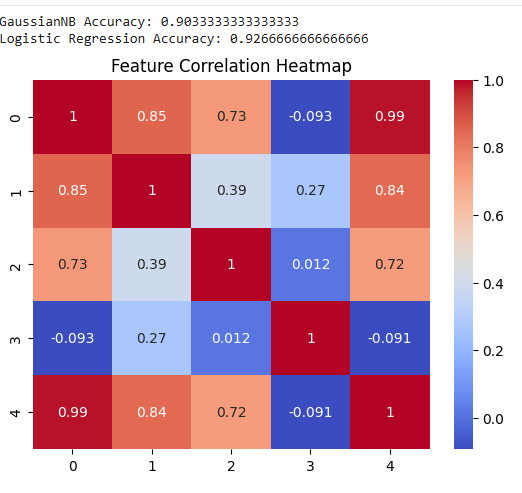 GaussianNB Accuracy: 0.9033333333333333
Logistic Regression Accuracy: 0.9266666666666666
Feature Correlation Heatmap
0 1 0.85 0.73 -0.093 0.99
1 0.85 1 0.39 0.27 0.84
2 0.73 0.39 1 0.012 0.72
3 -0.093 0.27 0.012 1 -0.091
4 0.99 0.84 0.72 -0.091 1
0 1 2 3 4
1.0
0.8
0.6
0.4
0.2
0.0